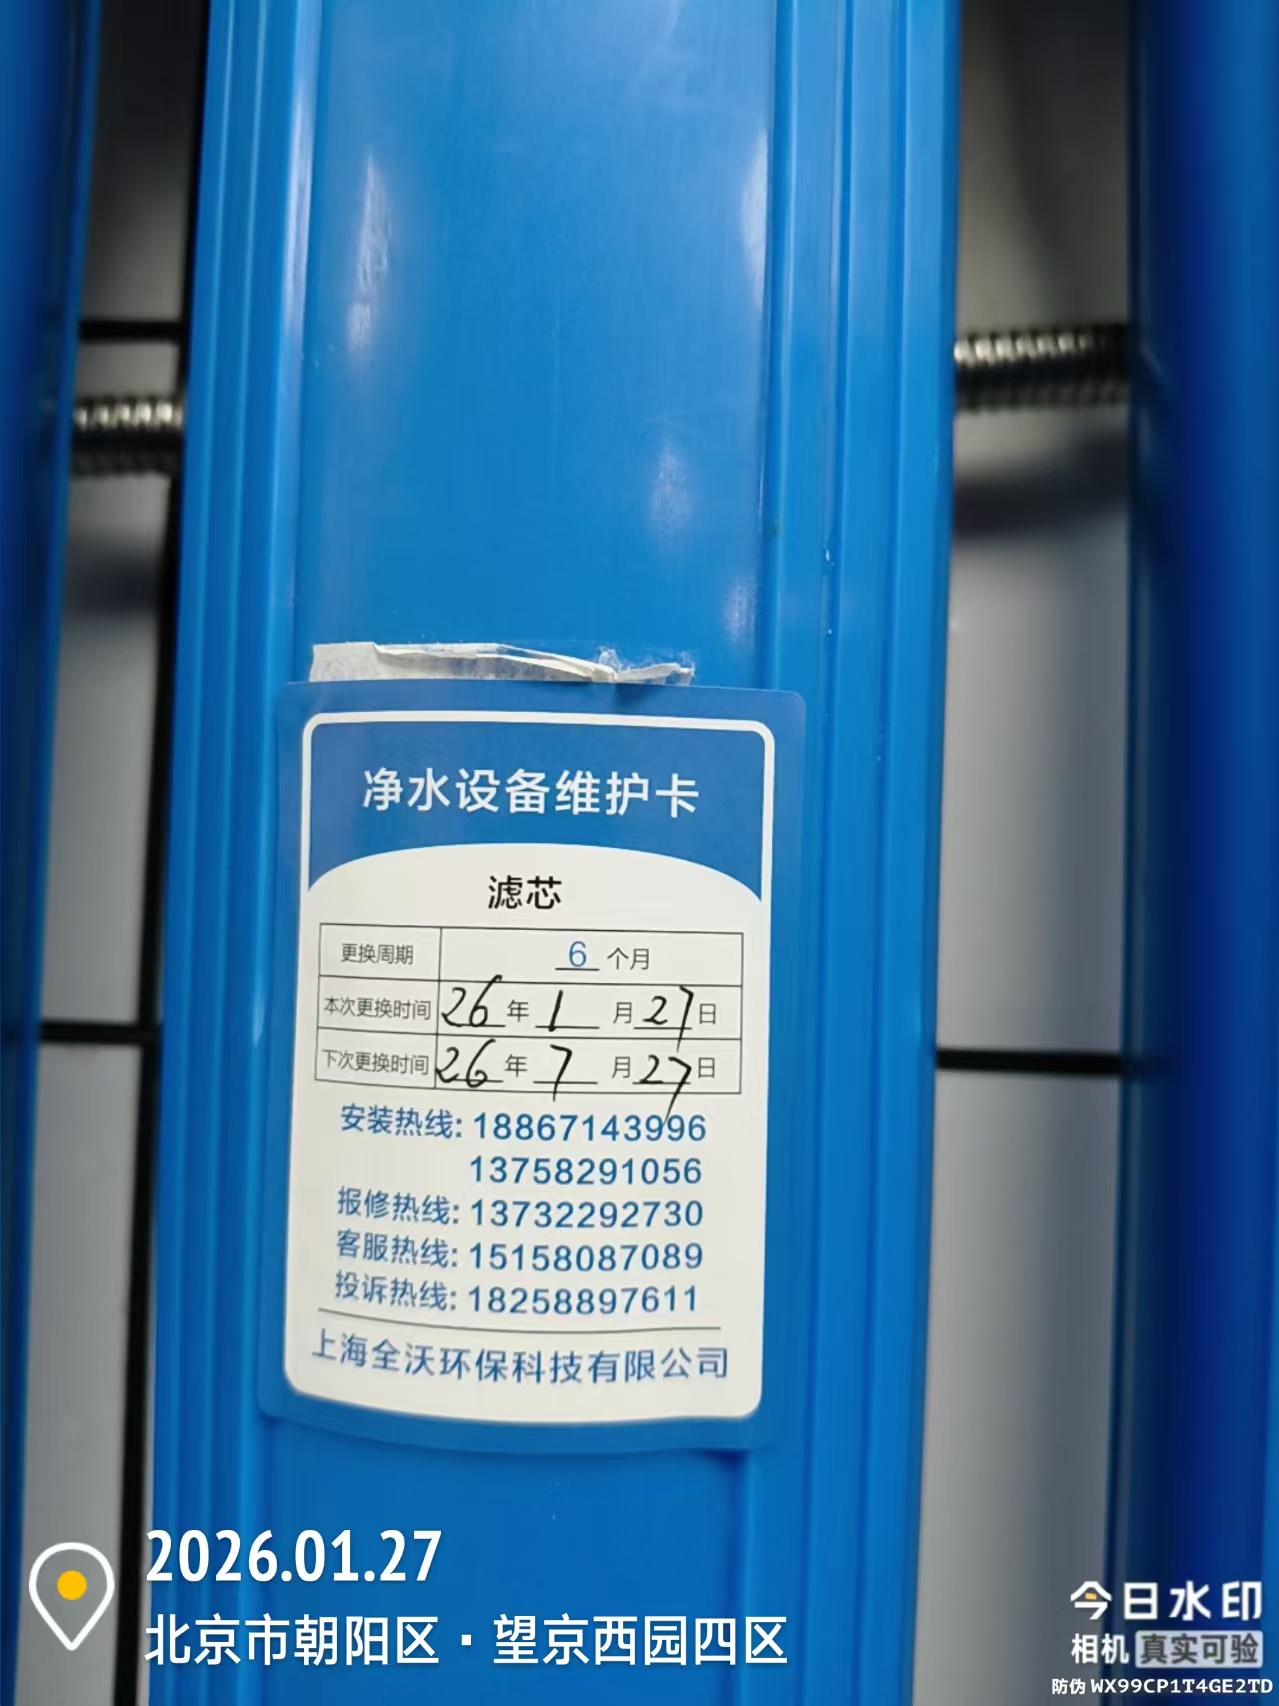 净水设备维护卡
滤芯
更换周期 6 个月
本次更换时间 26 年 1 月 27 日
下次更换时间 26 年 7 月 27 日
安装热线: 18867143996
13758291056
报修热线: 13732292730
客服热线: 15158087089
投诉热线: 18258897611
上海全沃环保科技有限公司
2026.01.27
北京市朝阳区·望京西园四区
今日水印
相机 真实可验
防伪 WX99CP1T4GE2TD